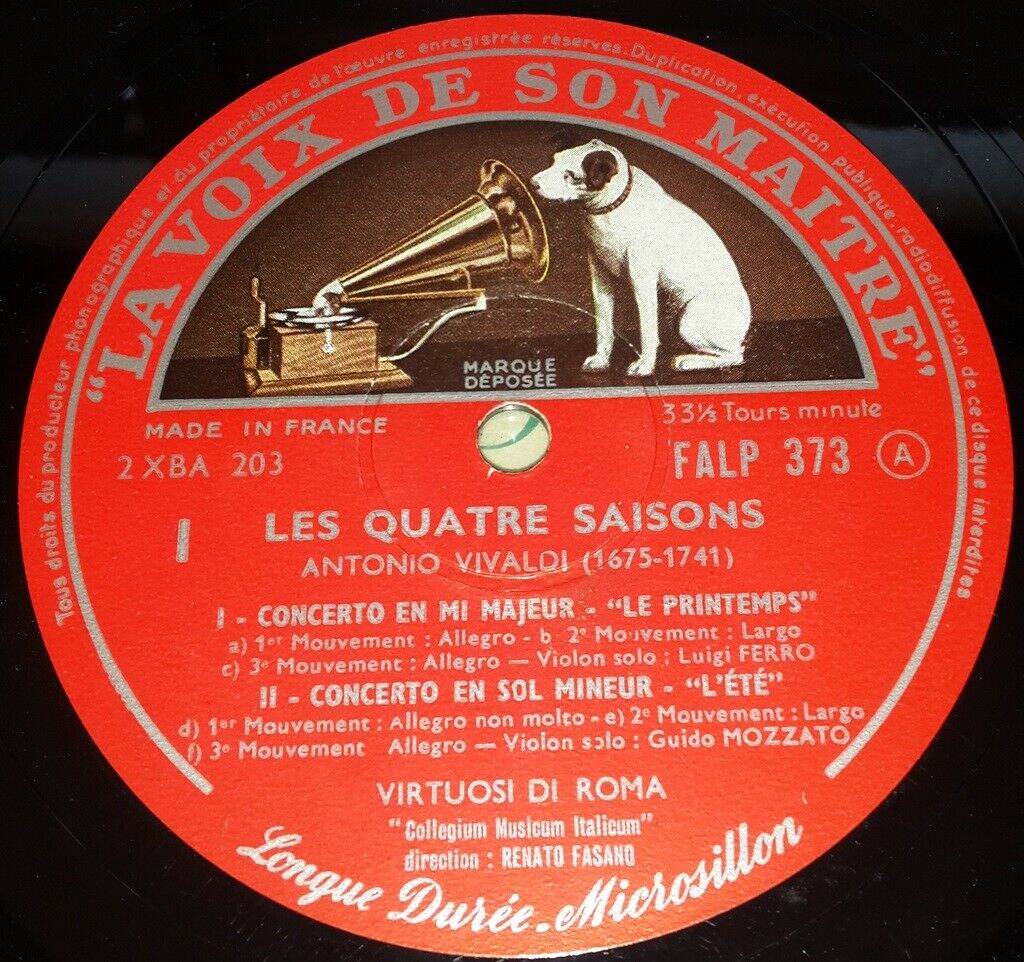 Tous droits du producteur phonographique et du propriétaire de l'œuvre enregistrée réservés. Duplication, exécution publique, radiodiffusion de ce disque interdites
“LA VOIX DE SON MAITRE”
MARQUE
DÉPOSÉE
MADE IN FRANCE
33⅓ Tours minute
2 XBA 203
FALP 373 A
I LES QUATRE SAISONS
ANTONIO VIVALDI (1675-1741)
I - CONCERTO EN MI MAJEUR - “LE PRINTEMPS”
a) 1er Mouvement : Allegro - b 2e Mouvement : Largo
c) 3e Mouvement : Allegro — Violon solo : Luigi FERRO
II - CONCERTO EN SOL MINEUR - “L'ÉTÉ”
d) 1er Mouvement : Allegro non molto - e) 2e Mouvement : Largo
f) 3e Mouvement Allegro — Violon solo : Guido MOZZATO
VIRTUOSI DI ROMA
“Collegium Musicum Italicum”
direction : RENATO FASANO
Longue Durée-Microsillon